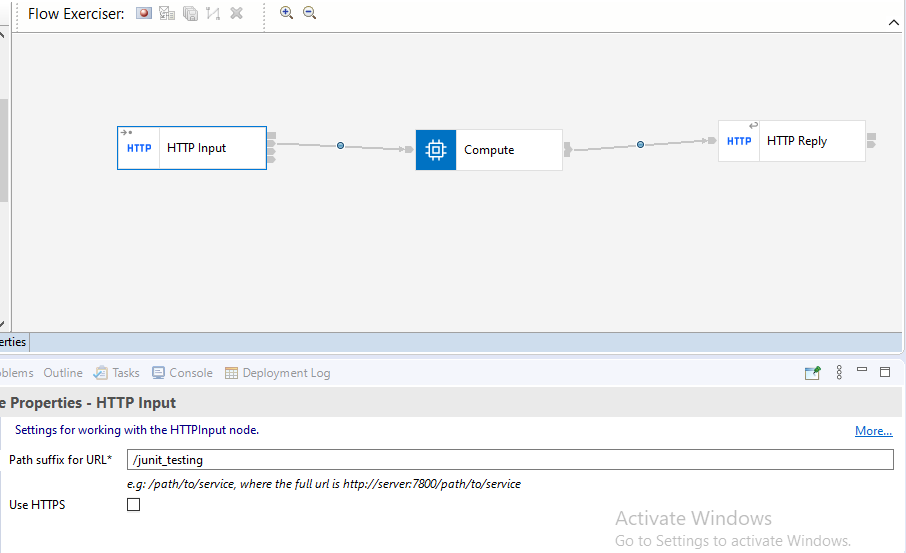 Flow Exerciser:
HTTP HTTP Input
Compute
HTTP HTTP Reply
erties
oblems Outline Tasks Console Deployment Log
e Properties - HTTP Input
Settings for working with the HTTPInput node.
More...
Path suffix for URL* /junit_testing
e.g: /path/to/service, where the full url is http://server:7800/path/to/service
Use HTTPS
Activate Windows
Go to Settings to activate Windows.